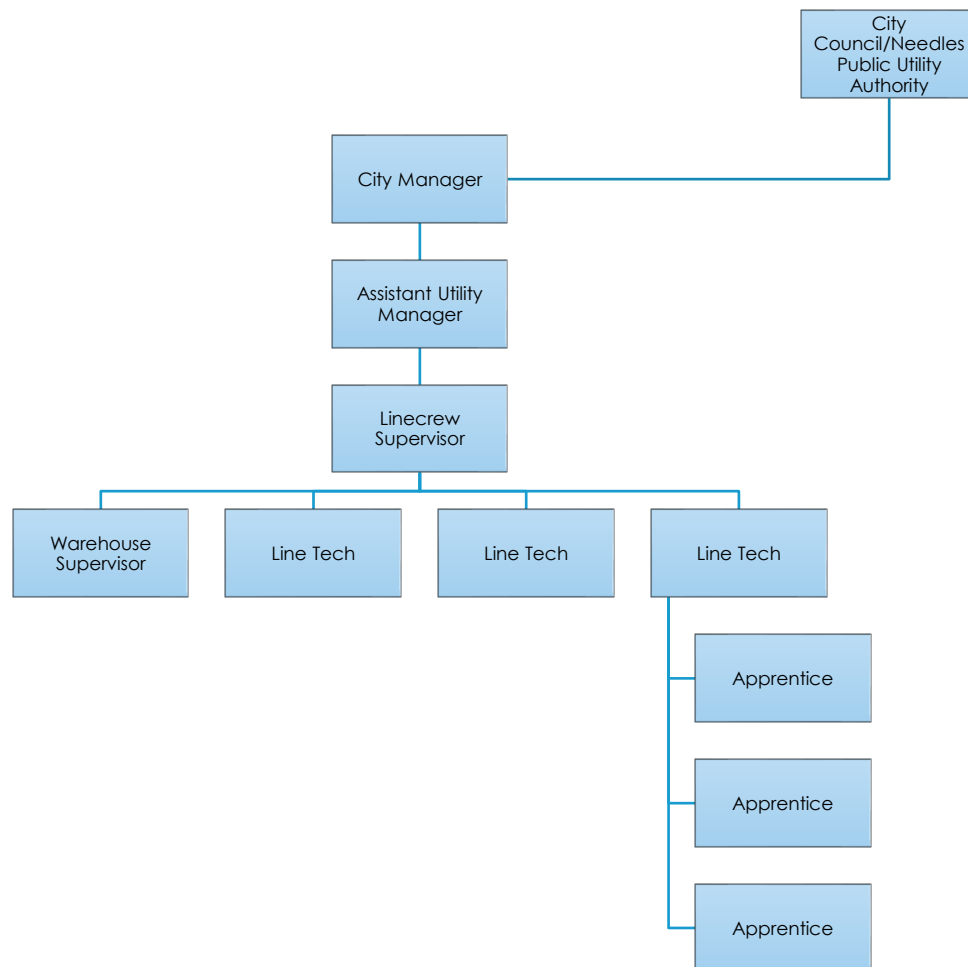 City
Council/Needles
Public Utility
Authority
City Manager
Assistant Utility
Manager
Linecrew
Supervisor
Warehouse
Supervisor
Line Tech
Line Tech
Line Tech
Apprentice
Apprentice
Apprentice